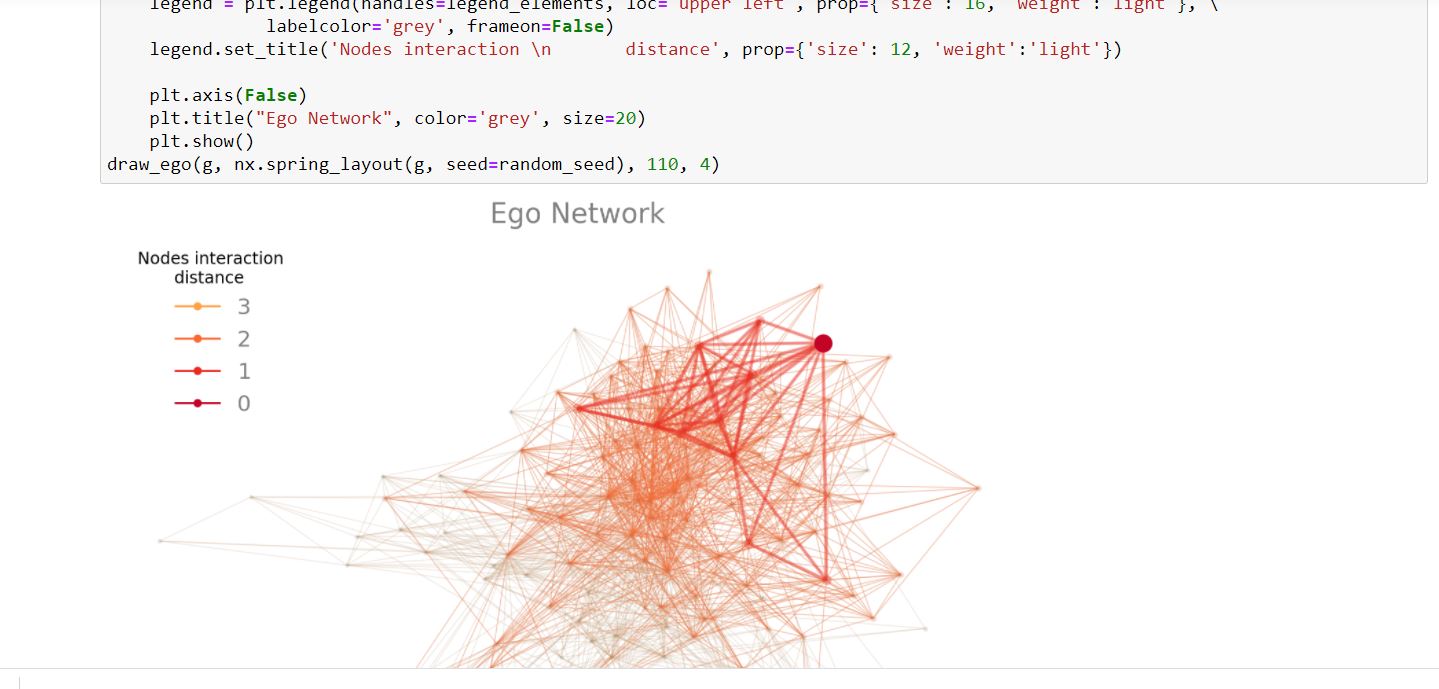 legend = plt.legend(handles=legend_elements, loc='upper left', prop={'size': 16, 'weight': 'light'}, \
labelcolor='grey', frameon=False)
legend.set_title('Nodes interaction \n       distance', prop={'size': 12, 'weight':'light'})
plt.axis(False)
plt.title("Ego Network", color='grey', size=20)
plt.show()
draw_ego(g, nx.spring_layout(g, seed=random_seed), 110, 4)
Ego Network
Nodes interaction
distance
3
2
1
0